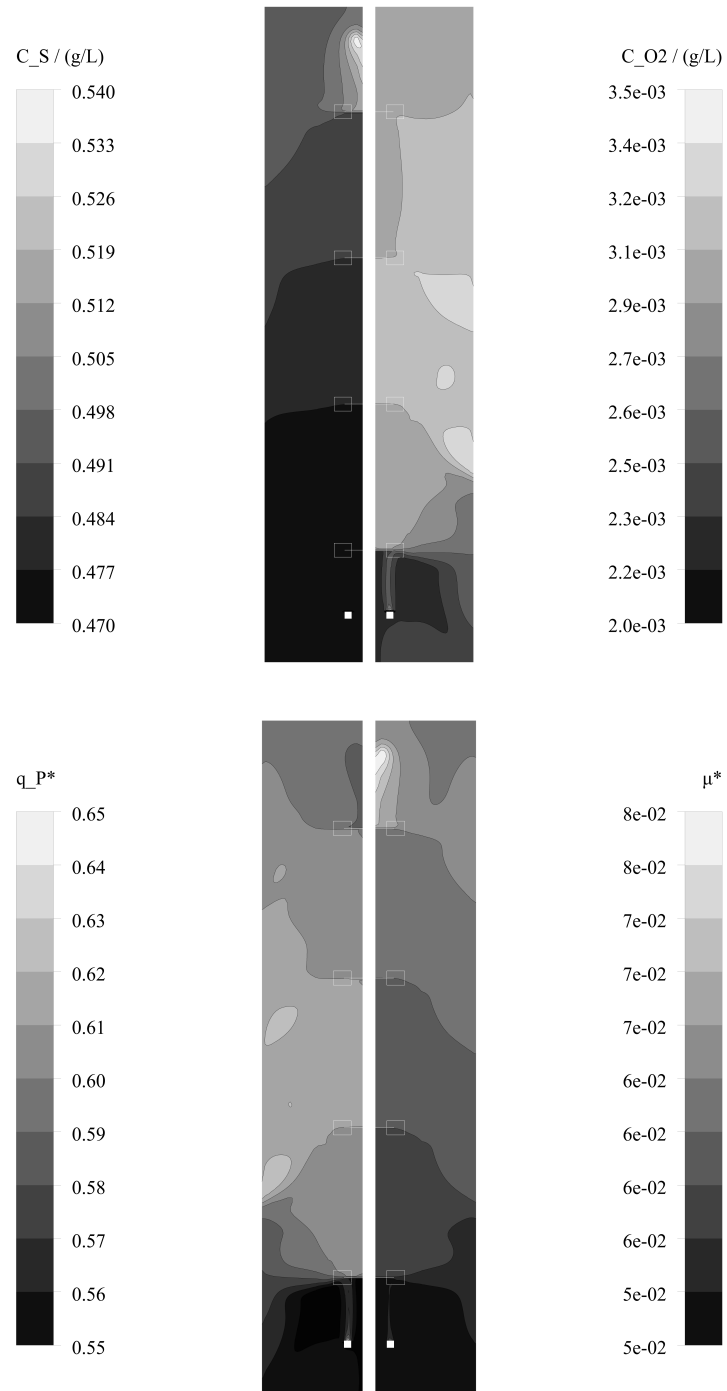 C_S / (g/L)
C_O2 / (g/L)
0.540
0.533
0.526
0.519
0.512
0.505
0.498
0.491
0.484
0.477
0.470
3.5e-03
3.4e-03
3.2e-03
3.1e-03
2.9e-03
2.7e-03
2.6e-03
2.5e-03
2.3e-03
2.2e-03
2.0e-03
q_P*
μ*
0.65
0.64
0.63
0.62
0.61
0.60
0.59
0.58
0.57
0.56
0.55
8e-02
8e-02
7e-02
7e-02
7e-02
6e-02
6e-02
6e-02
6e-02
5e-02
5e-02